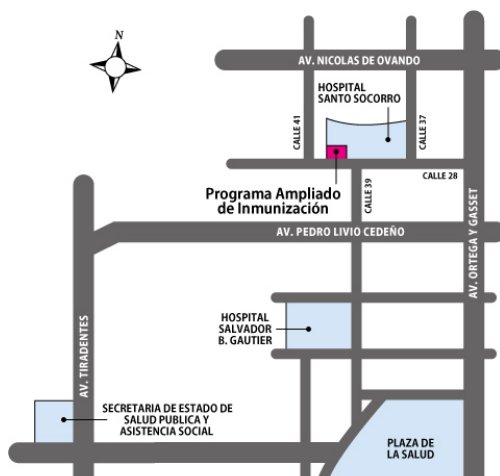 N
AV. NICOLAS DE OVANDO
HOSPITAL
SANTO SOCORRO
CALLE 41
CALLE 37
CALLE 28
Programa Ampliado
de Inmunización
CALLE 39
AV. PEDRO LIVIO CEDEÑO
AV. ORTEGA Y GASSET
HOSPITAL
SALVADOR
B. GAUTIER
AV. TIRADENTES
SECRETARIA DE ESTADO DE
SALUD PUBLICA Y
ASISTENCIA SOCIAL
PLAZA DE
LA SALUD